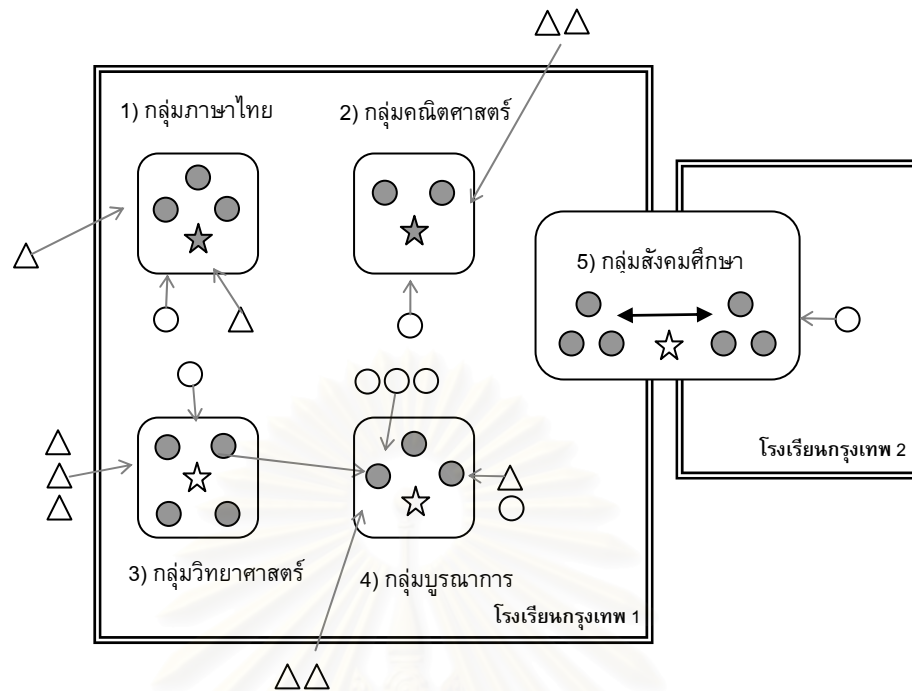 1) กลุ่มภาษาไทย
2) กลุ่มคณิตศาสตร์
5) กลุ่มสังคมศึกษา
โรงเรียนกรุงเทพ 2
3) กลุ่มวิทยาศาสตร์
4) กลุ่มบูรณาการ
โรงเรียนกรุงเทพ 1